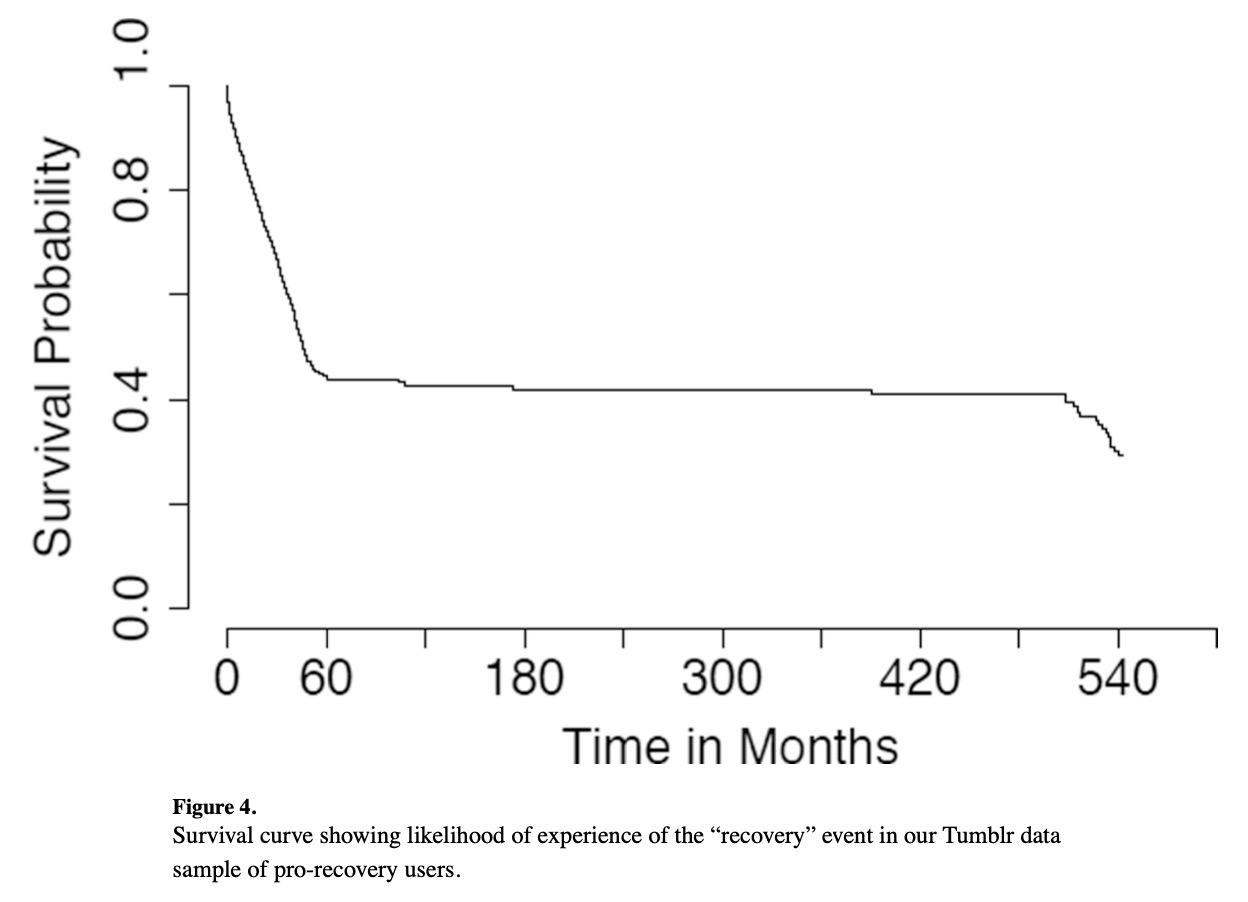 1.0
0.8
0.4
0.0
Survival Probability
0 60 180 300 420 540
Time in Months
Figure 4.
Survival curve showing likelihood of experience of the “recovery” event in our Tumblr data
sample of pro-recovery users.